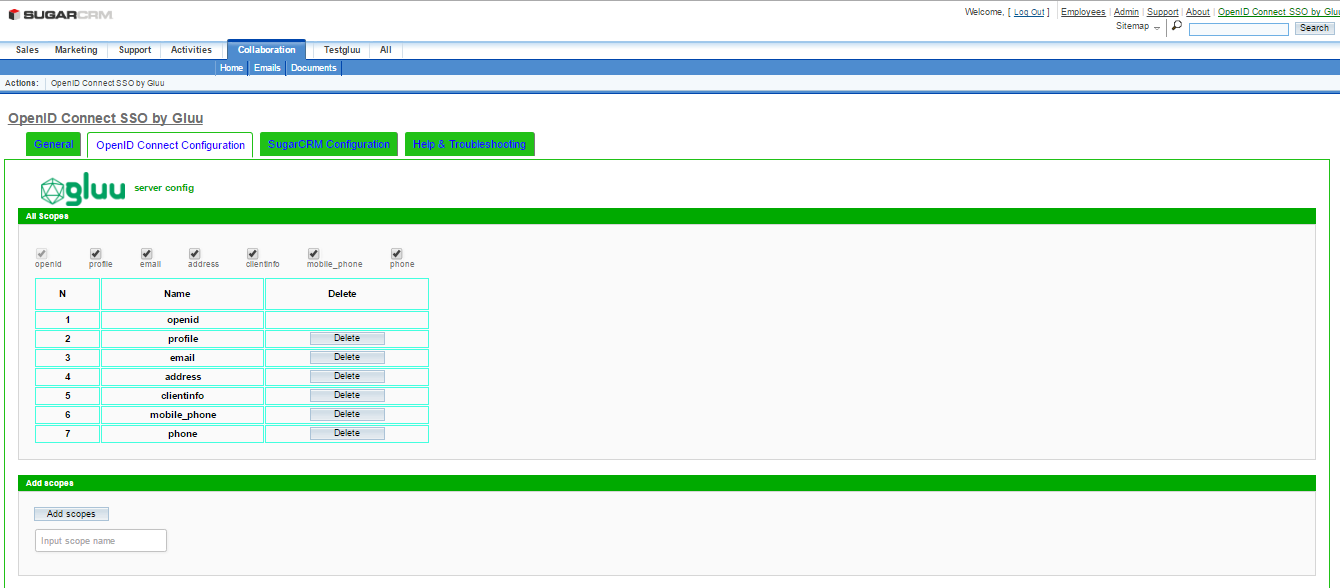 SUGARCRM
Welcome, [ Log Out ] Employees | Admin | Support | About | OpenID Connect SSO by Glu
Sitemap Search
Sales Marketing Support Activities Collaboration Testgluu All
Home Emails Documents
Actions: OpenID Connect SSO by Gluu
OpenID Connect SSO by Gluu
General OpenID Connect Configuration SugarCRM Configuration Help & Troubleshooting
gluu server config
All Scopes
openid profile email address clientinfo mobile_phone phone
N Name Delete
1 openid
2 profile Delete
3 email Delete
4 address Delete
5 clientinfo Delete
6 mobile_phone Delete
7 phone Delete
Add scopes
Add scopes
Input scope name